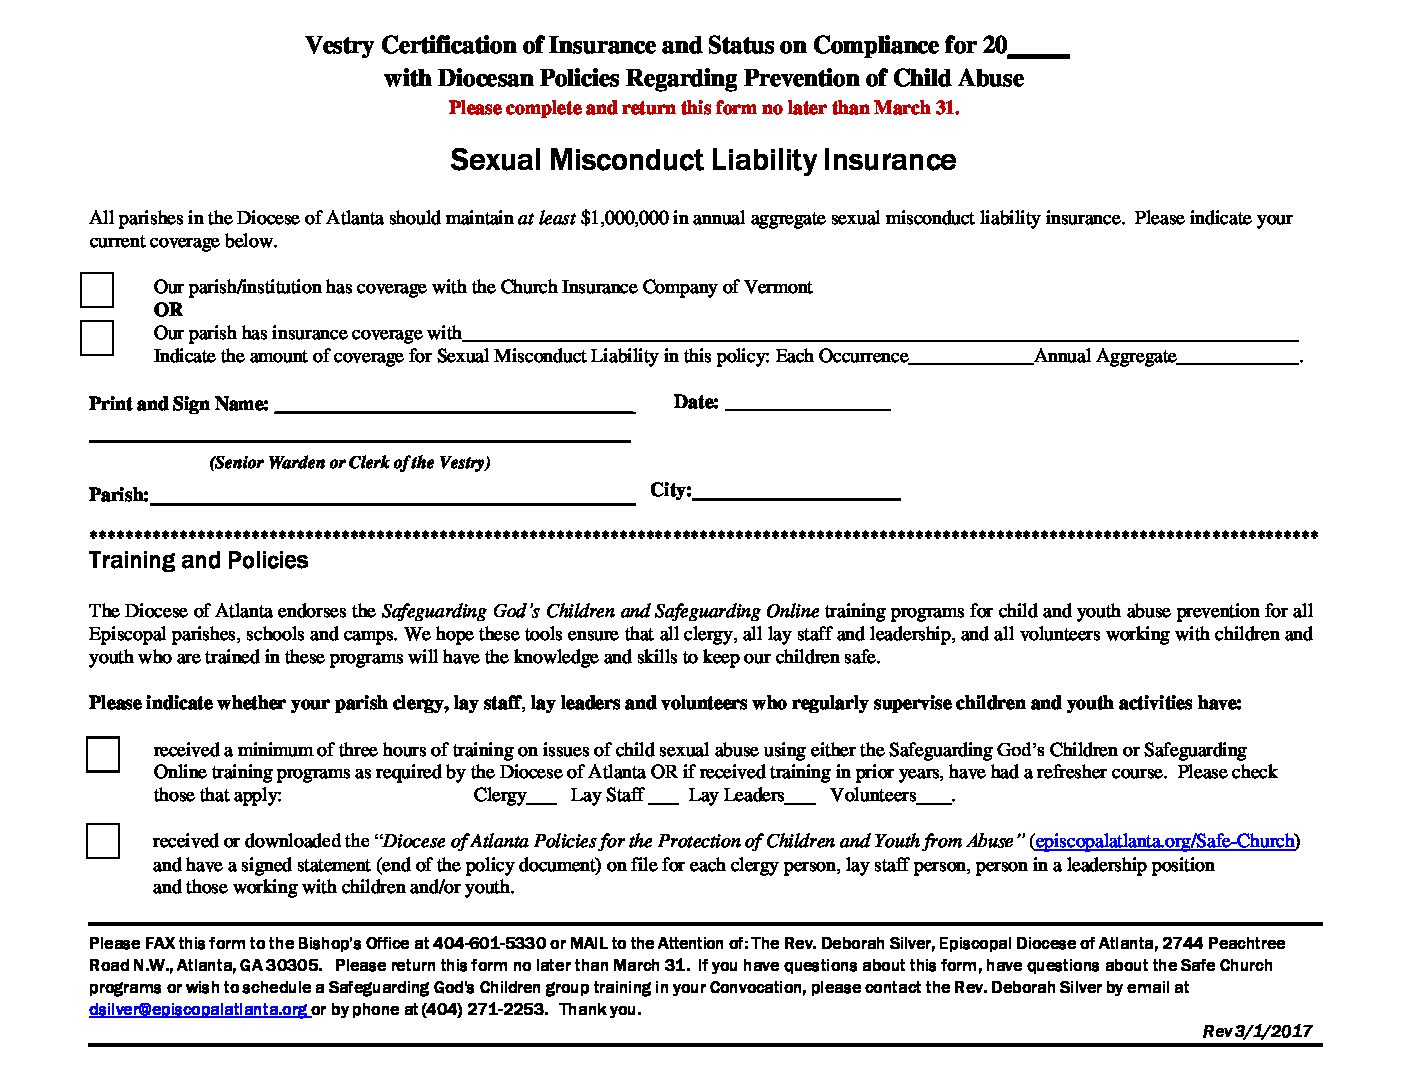 Vestry Certification of Insurance and Status on Compliance for 20_____
with Diocesan Policies Regarding Prevention of Child Abuse
Please complete and return this form no later than March 31.
Sexual Misconduct Liability Insurance
All parishes in the Diocese of Atlanta should maintain at least $1,000,000 in annual aggregate sexual misconduct liability insurance.  Please indicate your
current coverage below.
Our parish/institution has coverage with the Church Insurance Company of Vermont
OR
Our parish has insurance coverage with____________________
Indicate the amount of coverage for Sexual Misconduct Liability in this policy: Each Occurrence____________Annual Aggregate____________.
Print and Sign Name: ____________________ Date: ________________
____________________
(Senior Warden or Clerk of the Vestry)
Parish:____________________ City:____________________
****************************************************************************************************************************************
Training and Policies
The Diocese of Atlanta endorses the Safeguarding God's Children and Safeguarding Online training programs for child and youth abuse prevention for all
Episcopal parishes, schools and camps. We hope these tools ensure that all clergy, all lay staff and leadership, and all volunteers working with children and
youth who are trained in these programs will have the knowledge and skills to keep our children safe.
Please indicate whether your parish clergy, lay staff, lay leaders and volunteers who regularly supervise children and youth activities have:
received a minimum of three hours of training on issues of child sexual abuse using either the Safeguarding God's Children or Safeguarding
Online training programs as required by the Diocese of Atlanta OR if received training in prior years, have had a refresher course.  Please check
those that apply: Clergy___ Lay Staff ___ Lay Leaders___ Volunteers___.
received or downloaded the "Diocese of Atlanta Policies for the Protection of Children and Youth from Abuse" (episcopalatlanta.org/Safe-Church)
and have a signed statement (end of the policy document) on file for each clergy person, lay staff person, person in a leadership position
and those working with children and/or youth.
Please FAX this form to the Bishop's Office at 404-601-5330 or MAIL to the Attention of: The Rev. Deborah Silver, Episcopal Diocese of Atlanta, 2744 Peachtree
Road N.W., Atlanta, GA 30305.   Please return this form no later than March 31.  If you have questions about this form, have questions about the Safe Church
programs or wish to schedule a Safeguarding God's Children group training in your Convocation, please contact the Rev. Deborah Silver by email at
dsilver@episcopalatlanta.org or by phone at (404) 271-2253.  Thank you.
Rev 3/1/2017